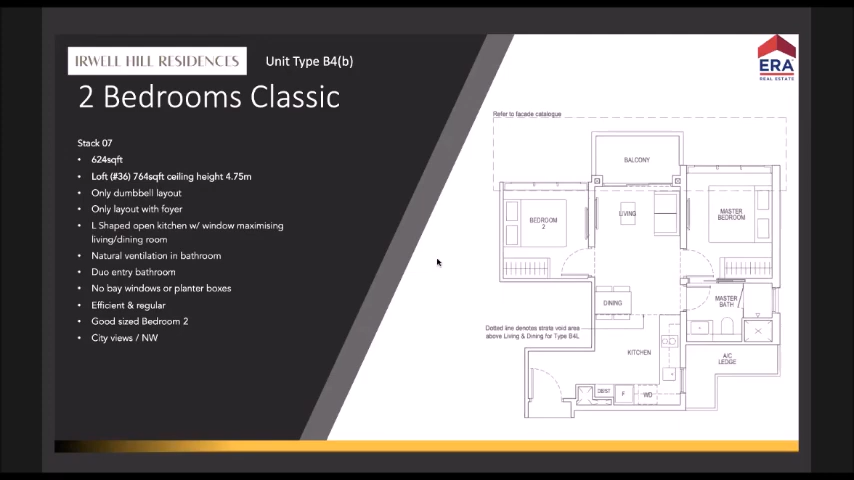 IRWELL HILL RESIDENCES
Unit Type B4(b)
2 Bedrooms Classic
ERA
REAL ESTATE
Stack 07
• 624sqft
• Loft (#36) 764sqft ceiling height 4.75m
• Only dumbbell layout
• Only layout with foyer
• L Shaped open kitchen w/ window maximising
living/dining room
• Natural ventilation in bathroom
• Duo entry bathroom
• No bay windows or planter boxes
• Efficient & regular
• Good sized Bedroom 2
• City views / NW
Refer to facade catalogue
BALCONY
BEDROOM
2
LIVING
MASTER
BEDROOM
DINING
MASTER
BATH
Dotted line denotes strata void area
above Living & Dining for Type B4L
KITCHEN
A/C
LEDGE
DB/ST
F
WD